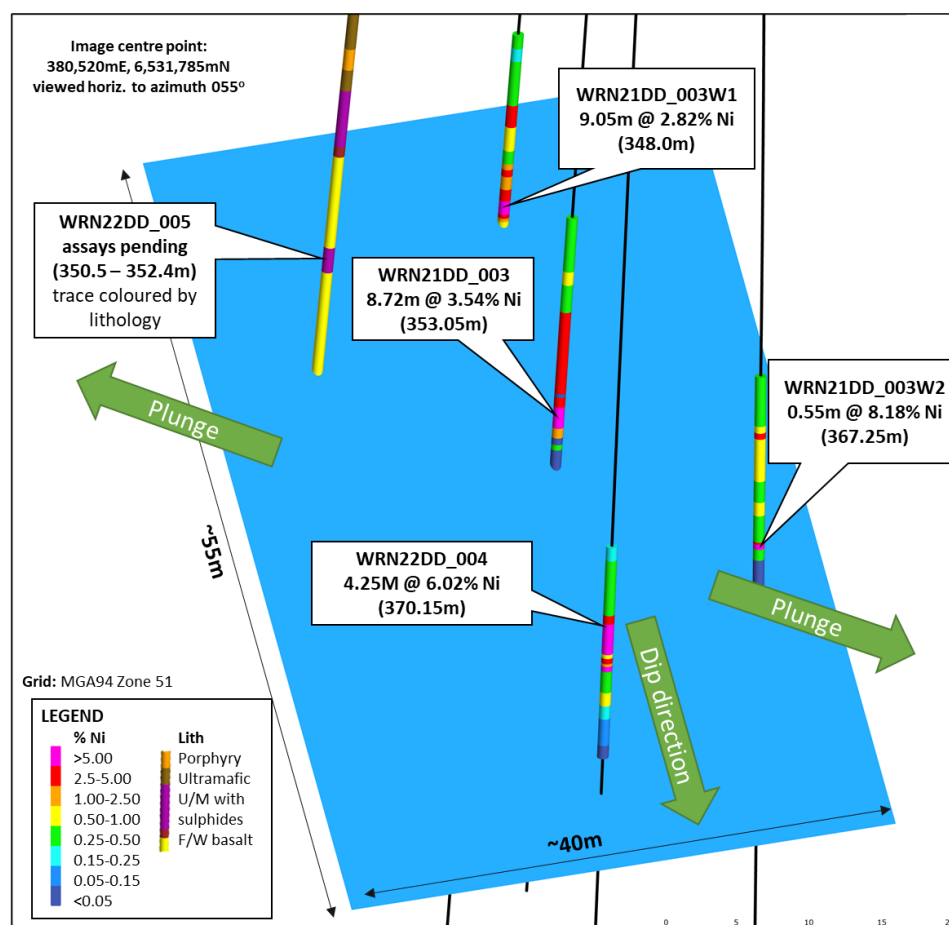 Image centre point:
380,520mE, 6,531,785mN
viewed horiz. to azimuth 055°
WRN21DD_003W1
9.05m @ 2.82% Ni
(348.0m)
WRN22DD_005
assays pending
(350.5 – 352.4m)
trace coloured by
lithology
WRN21DD_003
8.72m @ 3.54% Ni
(353.05m)
WRN21DD_003W2
0.55m @ 8.18% Ni
(367.25m)
Plunge
WRN22DD_004
4.25M @ 6.02% Ni
(370.15m)
Plunge
~55m
Dip direction
~40m
Grid: MGA94 Zone 51
LEGEND
% Ni
>5.00
2.5-5.00
1.00-2.50
0.50-1.00
0.25-0.50
0.15-0.25
0.05-0.15
<0.05
Lith
Porphyry
Ultramafic
U/M with
sulphides
F/W basalt
0 5 10 15